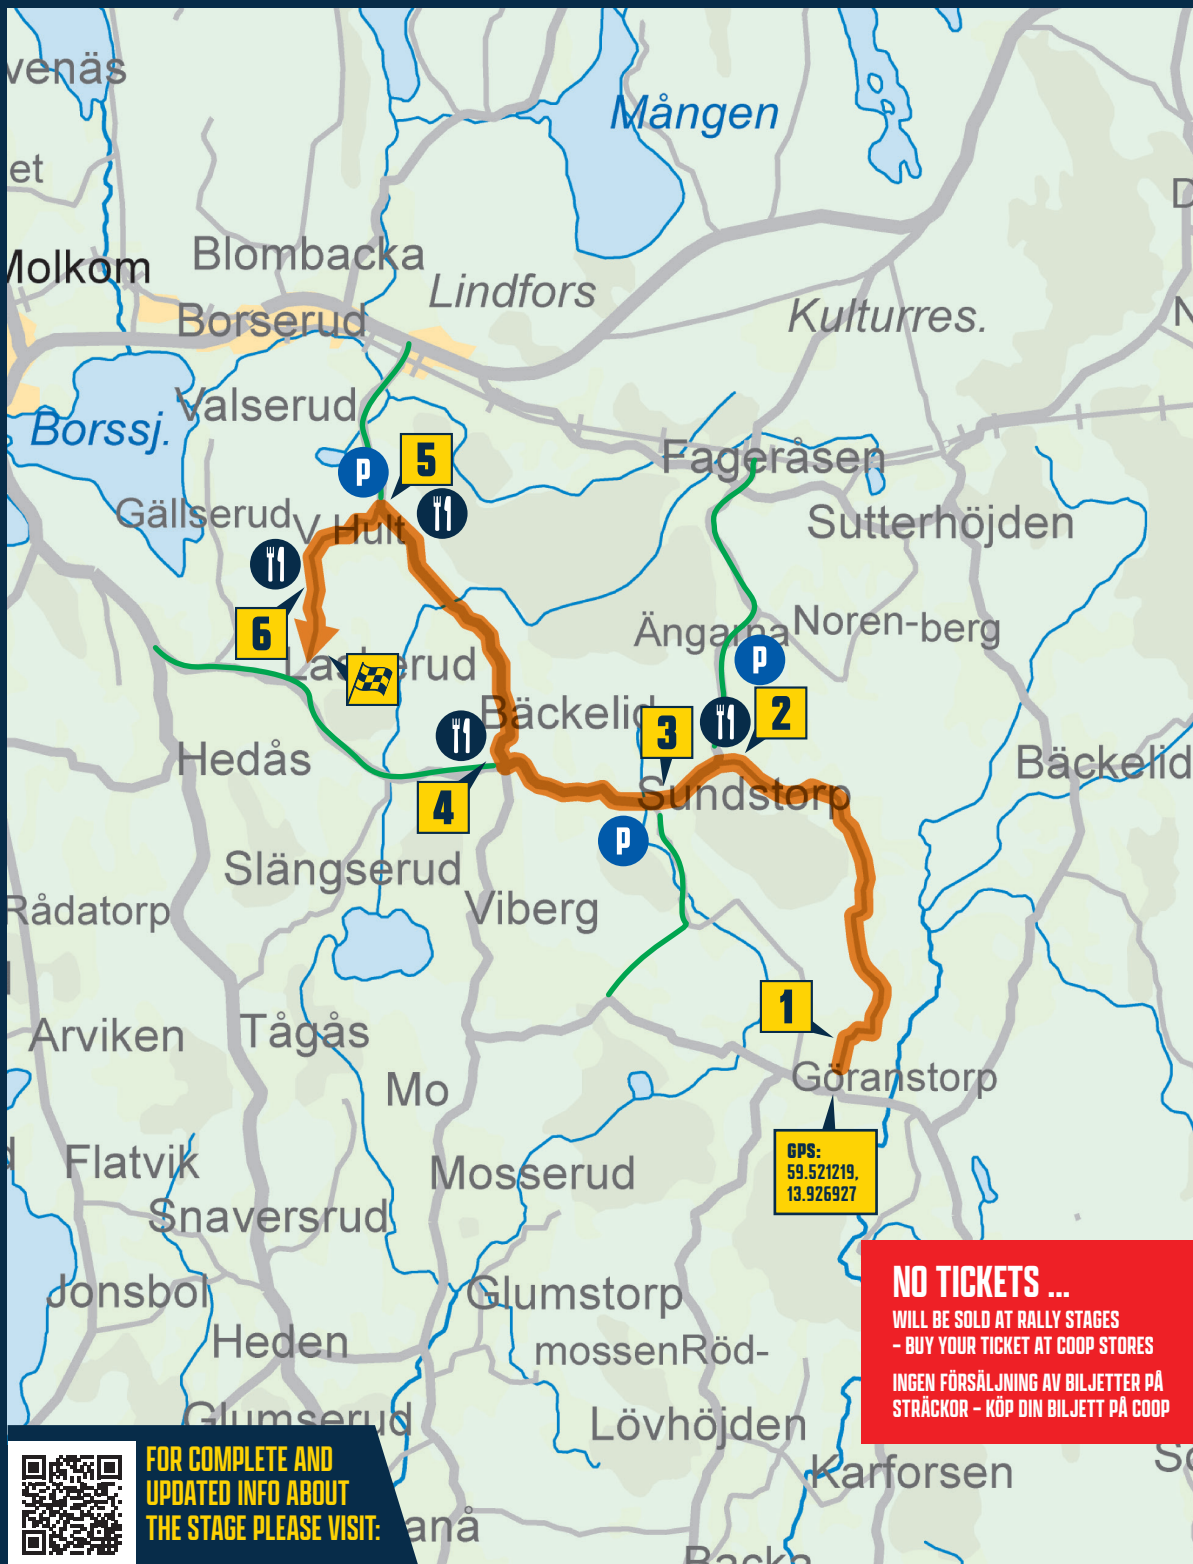 venäs
Mången
et
D
Molkom
Blombacka
Lindfors
Borserud
Kulturres.
N
Valserud
Borssj.
5
P
Fageråsen
Gällserud
V Hult
Sutterhöjden
6
Ängarna
Noren-berg
P
Laskerud
Bäckelid
3
2
Hedås
Bäckelid
4
Sundstorp
P
Slängserud
Viberg
Rådatorp
1
Arviken
Tågås
Göranstorp
Mo
GPS:
59.521219,
13.926927
Flatvik
Mosserud
Snaversrud
Jonsbol
Glumstorp
Heden
mossenRöd-
NO TICKETS ...
WILL BE SOLD AT RALLY STAGES
– BUY YOUR TICKET AT COOP STORES
INGEN FÖRSÄLJNING AV BILJETTER PÅ
STRÄCKOR – KÖP DIN BILJETT PÅ COOP
Glumserud
Lövhöjden
Karforsen
FOR COMPLETE AND
UPDATED INFO ABOUT
THE STAGE PLEASE VISIT:
anå
Backa